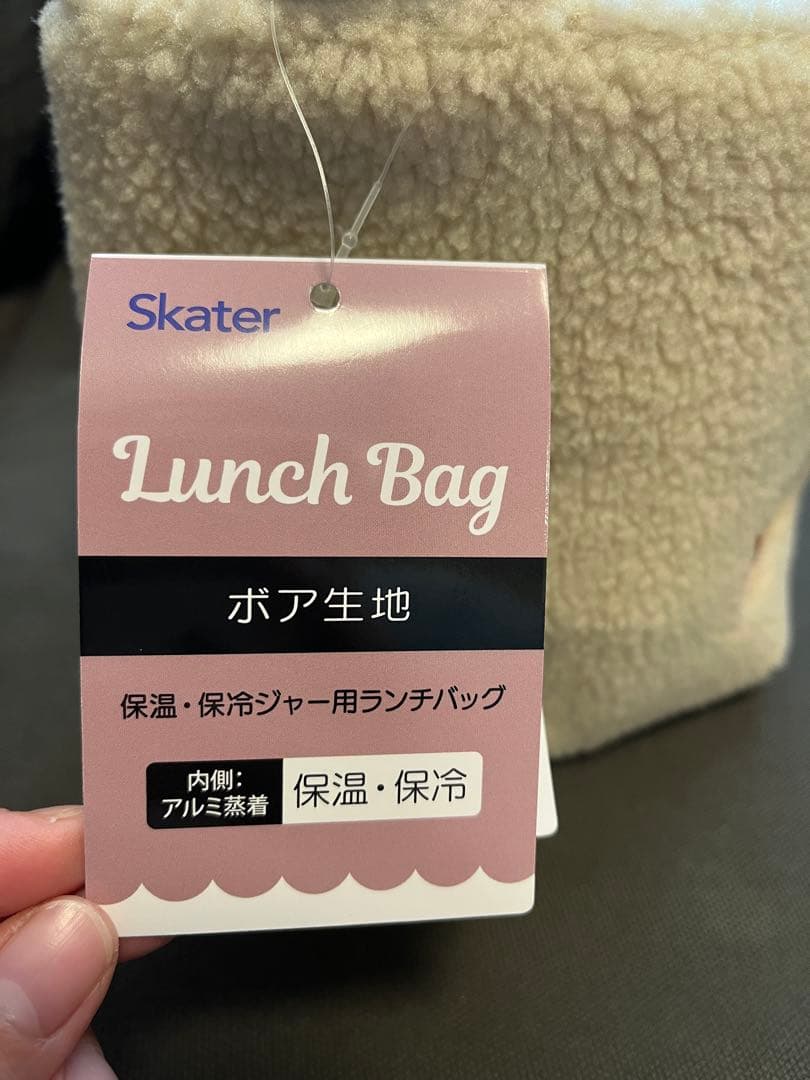 Skater
Lunch Bag
ボア生地
保温・保冷ジャー用ランチバッグ
内側:
アルミ蒸着
保温・保冷